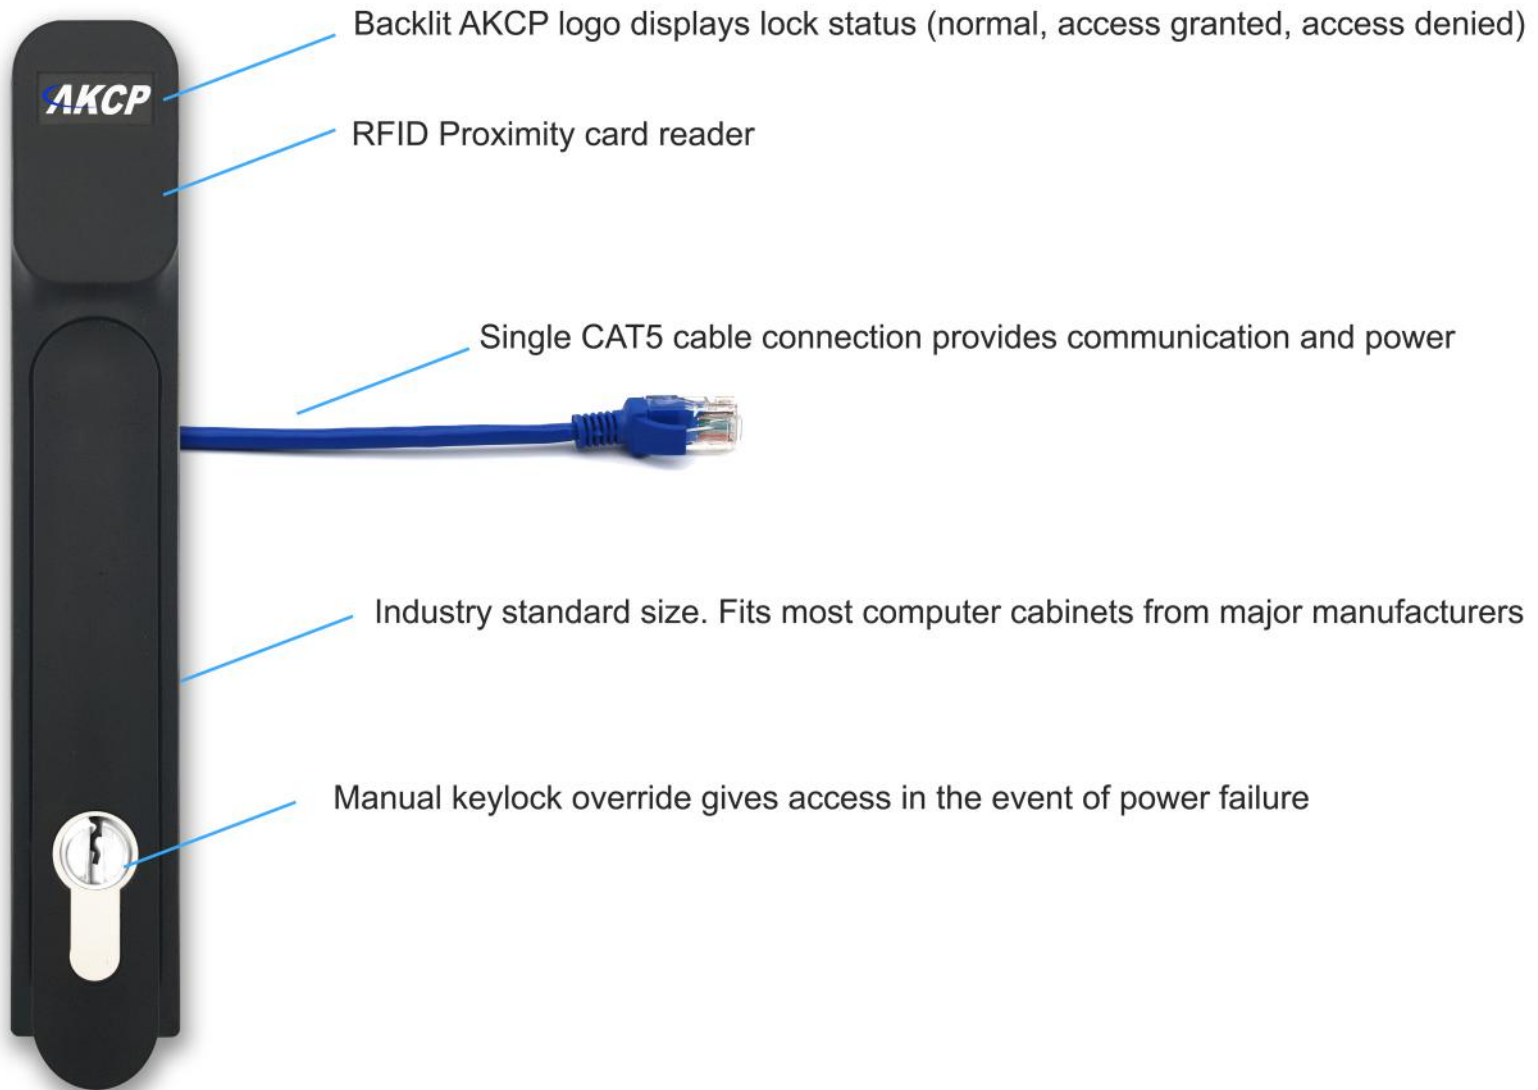 Backlit AKCP logo displays lock status (normal, access granted, access denied)
AKCP
RFID Proximity card reader
Single CAT5 cable connection provides communication and power
Industry standard size. Fits most computer cabinets from major manufacturers
Manual keylock override gives access in the event of power failure